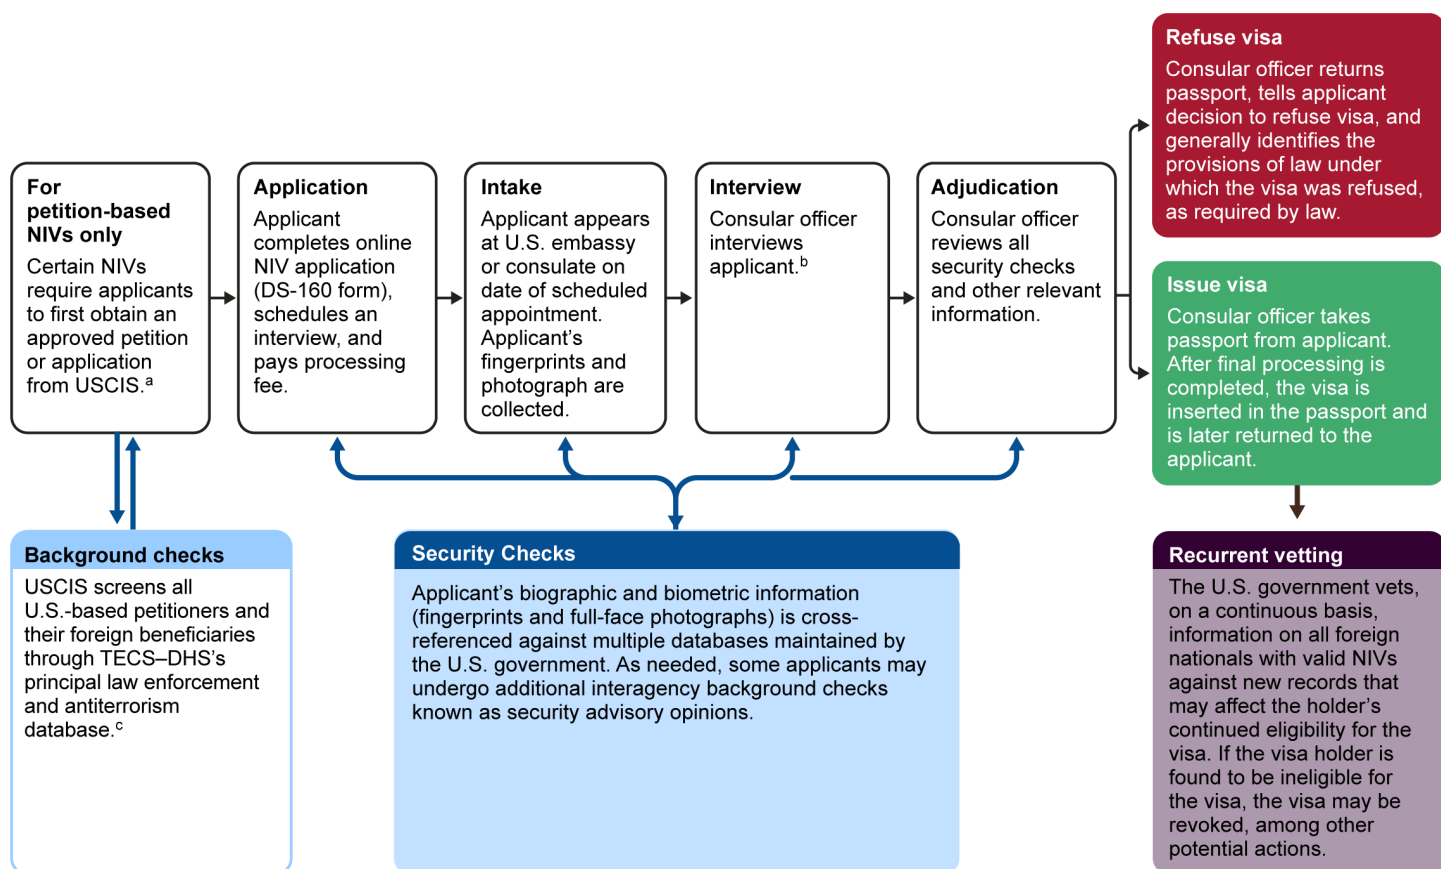 For
petition-based
NIVs only
Certain NIVs
require applicants
to first obtain an
approved petition
or application
from USCIS.a
Application
Applicant
completes online
NIV application
(DS-160 form),
schedules an
interview, and
pays processing
fee.
Intake
Applicant appears
at U.S. embassy
or consulate on
date of scheduled
appointment.
Applicant’s
fingerprints and
photograph are
collected.
Interview
Consular officer
interviews
applicant.b
Adjudication
Consular officer
reviews all
security checks
and other relevant
information.
Refuse visa
Consular officer returns
passport, tells applicant
decision to refuse visa, and
generally identifies the
provisions of law under
which the visa was refused,
as required by law.
Issue visa
Consular officer takes
passport from applicant.
After final processing is
completed, the visa is
inserted in the passport and
is later returned to the
applicant.
Background checks
USCIS screens all
U.S.-based petitioners and
their foreign beneficiaries
through TECS–DHS’s
principal law enforcement
and antiterrorism
database.c
Security Checks
Applicant’s biographic and biometric information
(fingerprints and full-face photographs) is cross-
referenced against multiple databases maintained by
the U.S. government. As needed, some applicants may
undergo additional interagency background checks
known as security advisory opinions.
Recurrent vetting
The U.S. government vets,
on a continuous basis,
information on all foreign
nationals with valid NIVs
against new records that
may affect the holder’s
continued eligibility for the
visa. If the visa holder is
found to be ineligible for
the visa, the visa may be
revoked, among other
potential actions.